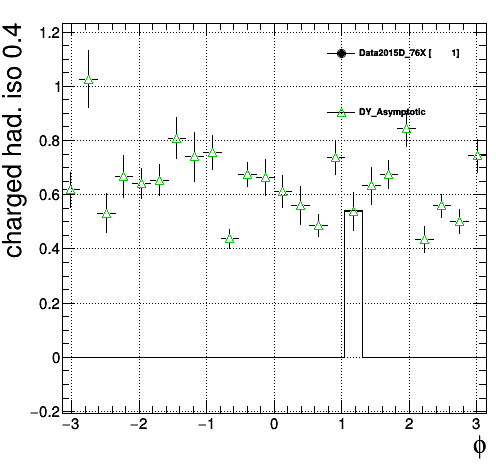 charged had. iso 0.4
1.2
1
0.8
0.6
0.4
0.2
0
−0.2
Data2015D_76X [ 1]
DY_Asymptotic
−3 −2 −1 0 1 2 3
ϕ